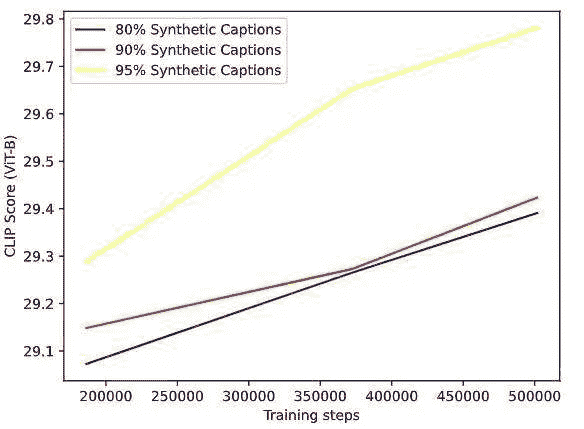 80% Synthetic Captions
90% Synthetic Captions
95% Synthetic Captions
CLIP Score (ViT-B)
29.8
29.7
29.6
29.5
29.4
29.3
29.2
29.1
200000 250000 300000 350000 400000 450000 500000
Training steps